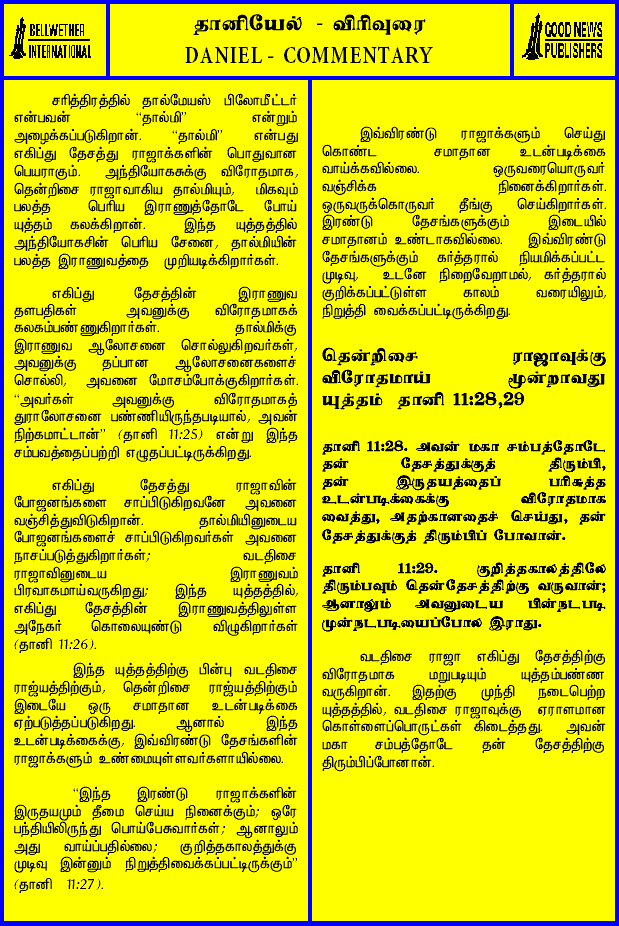 BELLWETHER
INTERNATIONAL
தானியேல் - விரிவுரை
DANIEL - COMMENTARY
GOOD NEWS
PUBLISHERS
சரித்திரத்தில் தால்மேயஸ் பிலோமீட்டர்
என்பவன் “தால்மி” என்றும்
அழைக்கப்படுகிறான். “தால்மி” என்பது
எகிப்து தேசத்து ராஜாக்களின் பொதுவான
பெயராகும். அந்தியோகசுக்கு விரோதமாக,
தென்றிசை ராஜாவாகிய தால்மியும், மிகவும்
பலத்த பெரிய இராணுத்தோடே போய்
யுத்தம் கலக்கிறான். இந்த யுத்தத்தில்
அந்தியோகசின் பெரிய சேனை, தால்மியின்
பலத்த இராணுவத்தை முறியடிக்கிறார்கள்.
எகிப்து தேசத்தின் இராணுவ
தளபதிகள் அவனுக்கு விரோதமாகக்
கலகம்பண்ணுகிறார்கள். தால்மிக்கு
இராணுவ ஆலோசனை சொல்லுகிறவர்கள்,
அவனுக்கு தப்பான ஆலோசனைகளைச்
சொல்லி, அவனை மோசம்போக்குகிறார்கள்.
“அவர்கள் அவனுக்கு விரோதமாகத்
துராலோசனை பண்ணியிருந்தபடியால், அவன்
நிற்கமாட்டான்” (தானி 11:25) என்று இந்த
சம்பவத்தைப்பற்றி எழுதப்பட்டிருக்கிறது.
எகிப்து தேசத்து ராஜாவின்
போஜனங்களை சாப்பிடுகிறவனே அவனை
வஞ்சித்துவிடுகிறான். தால்மியினுடைய
போஜனங்களைச் சாப்பிடுகிறவர்கள் அவனை
நாசப்படுத்துகிறார்கள்; வடதிசை
ராஜாவினுடைய இராணுவம்
பிரவாகமாய்வருகிறது; இந்த யுத்தத்தில்,
எகிப்து தேசத்தின் இராணுவத்திலுள்ள
அநேகர் கொலையுண்டு விழுகிறார்கள்
(தானி 11:26).
இந்த யுத்தத்திற்கு பின்பு வடதிசை
ராஜ்யத்திற்கும், தென்றிசை ராஜ்யத்திற்கும்
இடையே ஒரு சமாதான உடன்படிக்கை
ஏற்படுத்தப்படுகிறது. ஆனால் இந்த
உடன்படிக்கைக்கு, இவ்விரண்டு தேசங்களின்
ராஜாக்களும் உண்மையுள்ளவர்களாயில்லை.
“இந்த இரண்டு ராஜாக்களின்
இருதயமும் தீமை செய்ய நினைக்கும்; ஒரே
பந்தியிலிருந்து பொய்பேசுவார்கள்; ஆனாலும்
அது வாய்ப்பதில்லை; குறித்தகாலத்துக்கு
முடிவு இன்னும் நிறுத்திவைக்கப்பட்டிருக்கும்”
(தானி 11:27).
இவ்விரண்டு ராஜாக்களும் செய்து
கொண்ட சமாதான உடன்படிக்கை
வாய்க்கவில்லை. ஒருவரையொருவர்
வஞ்சிக்க நினைக்கிறார்கள்.
ஒருவருக்கொருவர் தீங்கு செய்கிறார்கள்.
இரண்டு தேசங்களுக்கும் இடையில்
சமாதானம் உண்டாகவில்லை. இவ்விரண்டு
தேசங்களுக்கும் கர்த்தரால் நியமிக்கப்பட்ட
முடிவு, உடனே நிறைவேறாமல், கர்த்தரால்
குறிக்கப்பட்டுள்ள காலம் வரையிலும்,
நிறுத்தி வைக்கப்பட்டிருக்கிறது.
தென்றிசை ராஜாவுக்கு
விரோதமாய் மூன்றாவது
யுத்தம் தானி 11:28,29
தானி 11:28. அவன் மகா சம்பத்தோடே
தன் தேசத்துக்குத் திரும்பி,
தன் இருதயத்தைப் பரிசுத்த
உடன்படிக்கைக்கு விரோதமாக
வைத்து, அதற்கானதைச் செய்து, தன்
தேசத்துக்குத் திரும்பிப் போவான்.
தானி 11:29. குறித்தகாலத்திலே
திரும்பவும் தென்தேசத்திற்கு வருவான்;
ஆனாலும் அவனுடைய பின்நடபடி
முன்நடபடியைப்போல இராது.
வடதிசை ராஜா எகிப்து தேசத்திற்கு
விரோதமாக மறுபடியும் யுத்தம்பண்ண
வருகிறான். இதற்கு முந்தி நடைபெற்ற
யுத்தத்தில், வடதிசை ராஜாவுக்கு ஏராளமான
கொள்ளைப்பொருட்கள் கிடைத்தது. அவன்
மகா சம்பத்தோடே தன் தேசத்திற்கு
திரும்பிப்போனான்.